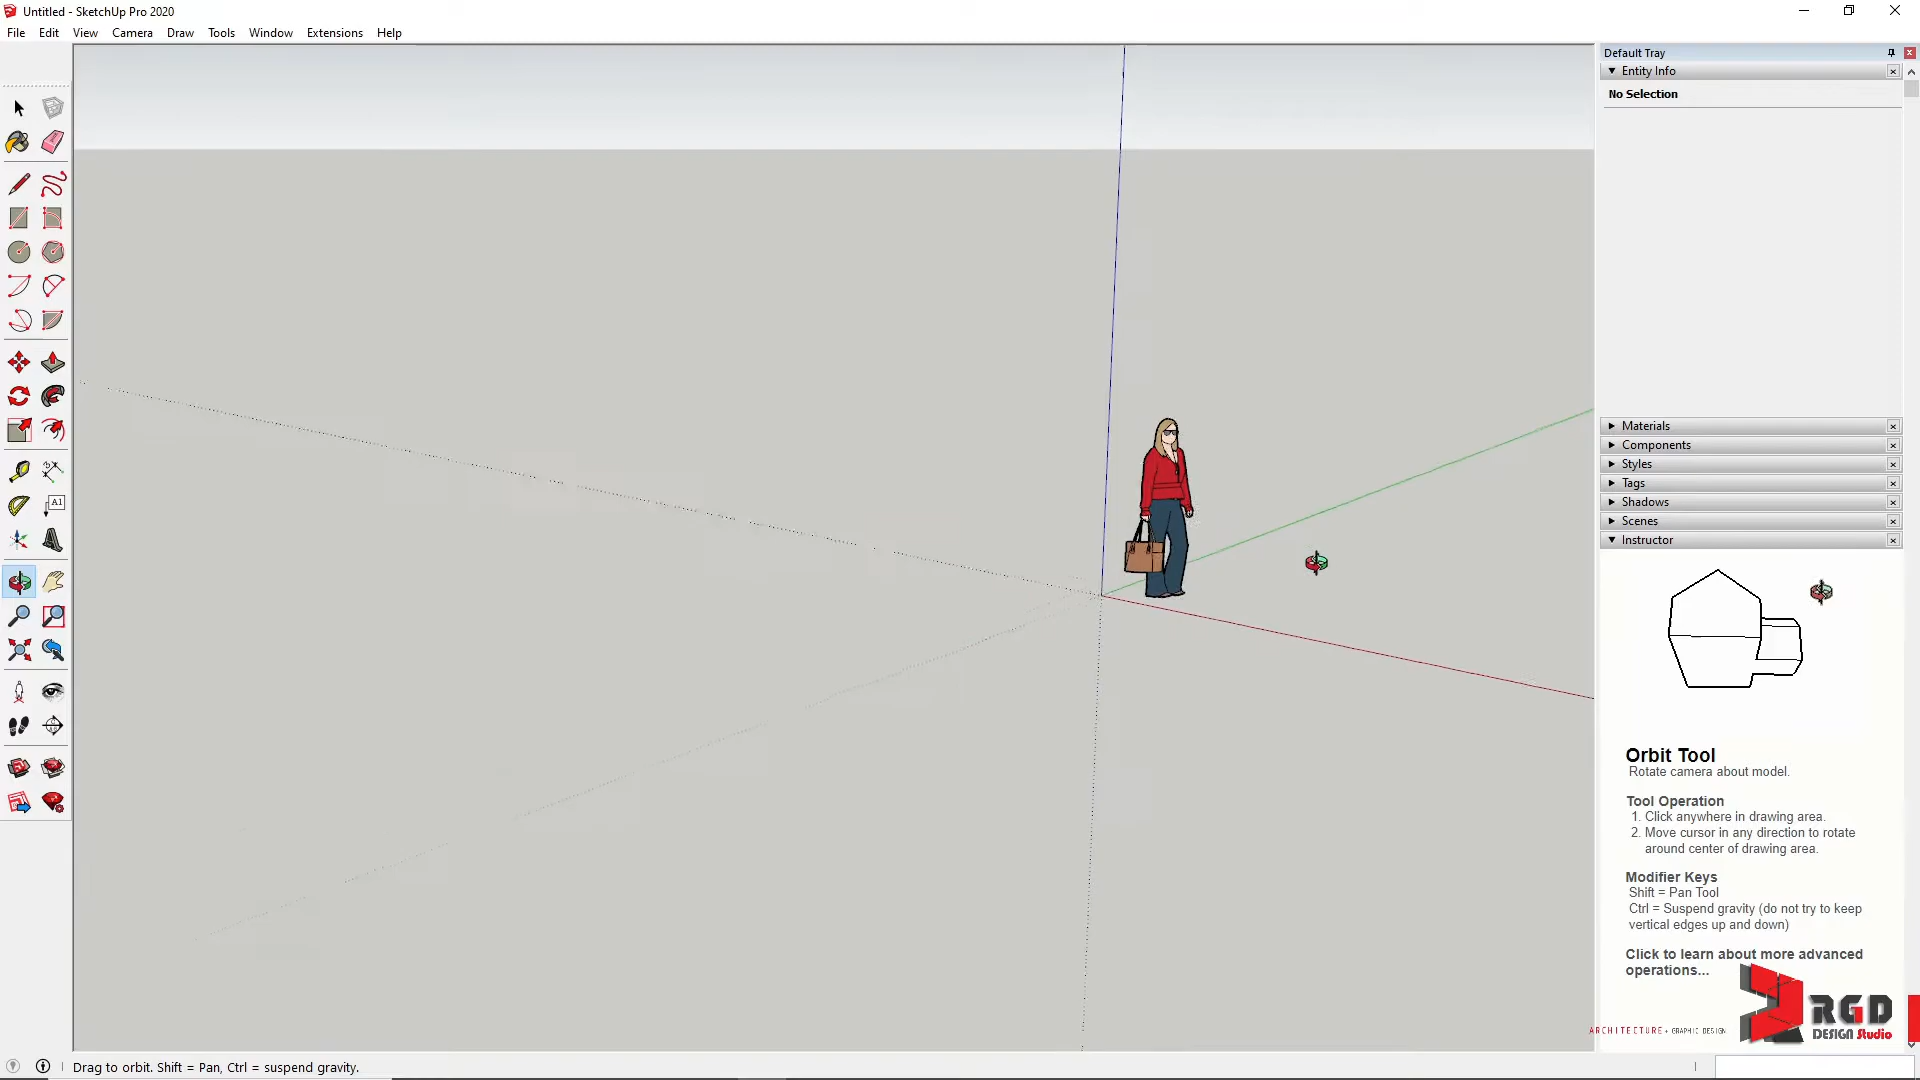 Untitled - SketchUp Pro 2020
File Edit View Camera Draw Tools Window Extensions Help
Default Tray
Entity Info
No Selection
A1
Materials
Components
Styles
Tags
Shadows
Scenes
Instructor
Orbit Tool
Rotate camera about model.
Tool Operation
1. Click anywhere in drawing area.
2. Move cursor in any direction to rotate
around center of drawing area.
Modifier Keys
Shift = Pan Tool
Ctrl = Suspend gravity (do not try to keep
vertical edges up and down)
Click to learn about more advanced
operations...
RGD
ARCHITECTURE + GRAPHIC DESIGN
DESIGN Studio
Drag to orbit. Shift = Pan, Ctrl = suspend gravity.